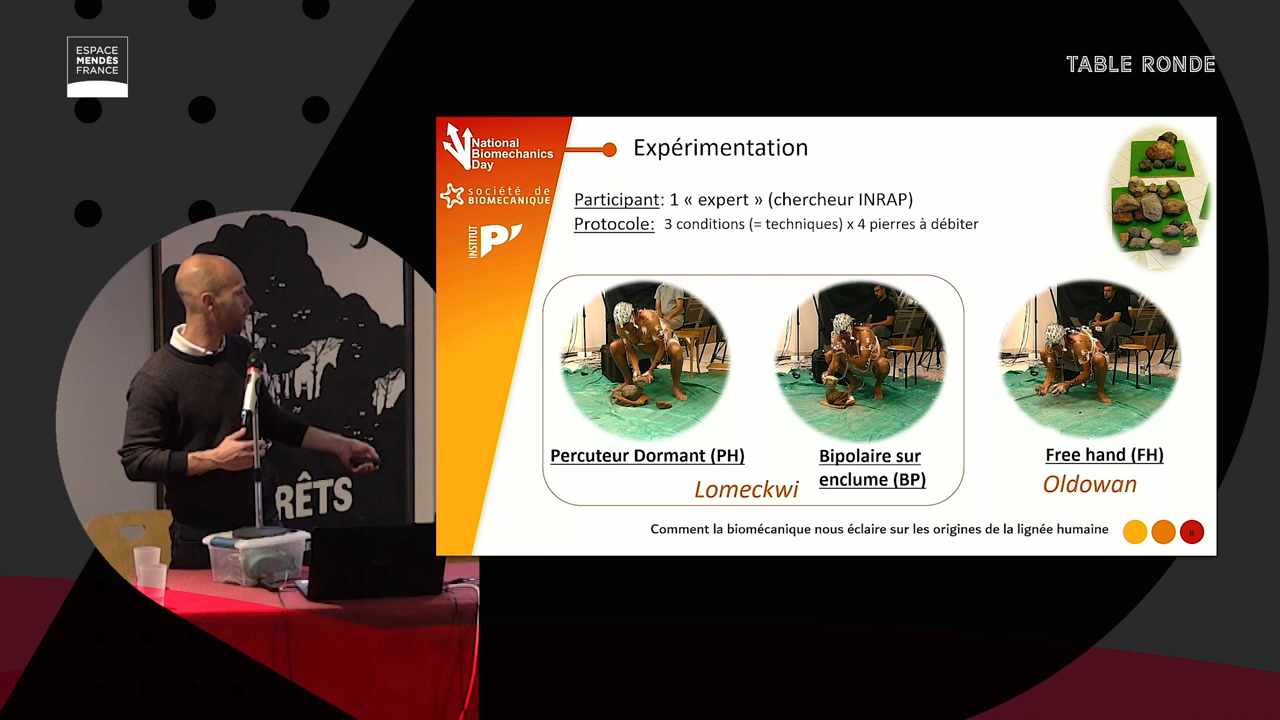 ESPACE
MENDÈS
FRANCE
TABLE RONDE
National
Biomechanics
Day
société de
BIOMECANIQUE
INSTITUT
P'
Expérimentation
Participant: 1 « expert » (chercheur INRAP)
Protocole: 3 conditions (= techniques) x 4 pierres à débiter
Percuteur Dormant (PH)
Bipolaire sur
enclume (BP)
Lomeckwi
Free hand (FH)
Oldowan
Comment la biomécanique nous éclaire sur les origines de la lignée humaine
RÊTS